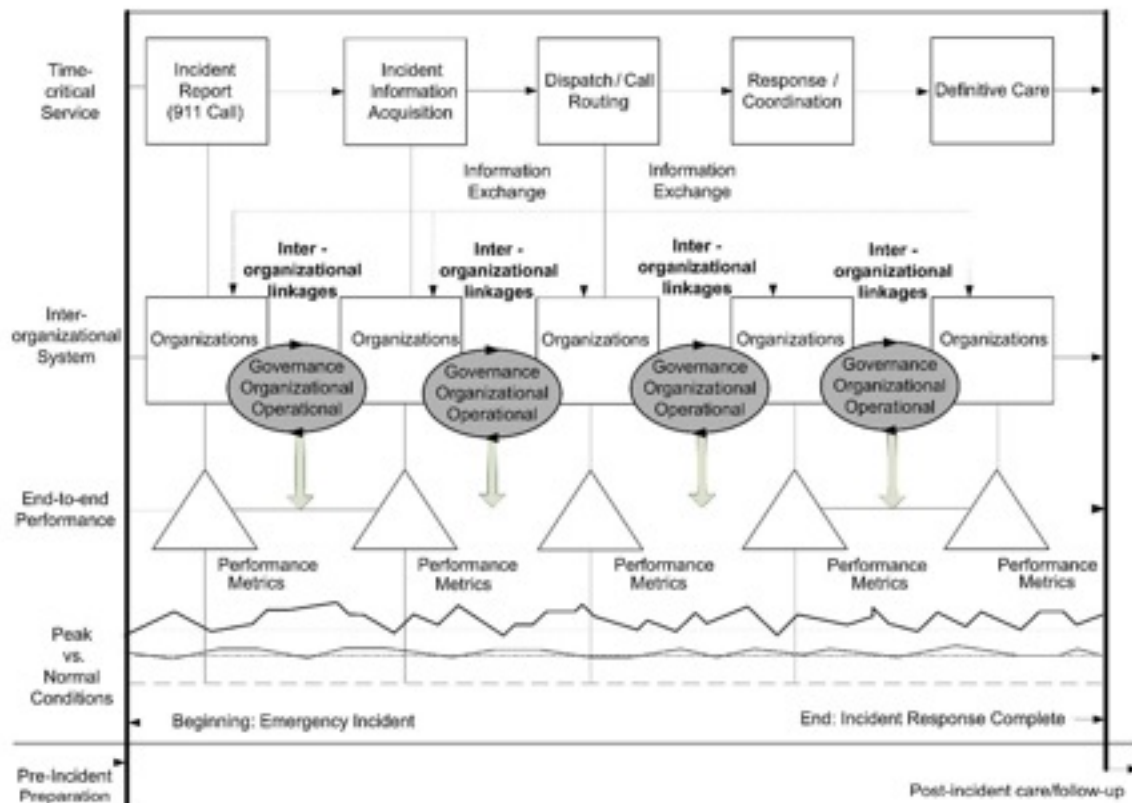 Time-
critical
Service
Incident
Report
(911 Call)
Incident
Information
Acquisition
Dispatch / Call
Routing
Response /
Coordination
Definitive Care
Information
Exchange
Information
Exchange
Inter -
organizational
linkages
Inter -
organizational
linkages
Inter -
organizational
linkages
Inter -
organizational
linkages
Inter-
organizational
System
Organizations
Organizations
Organizations
Organizations
Organizations
Governance
Organizational
Operational
Governance
Organizational
Operational
Governance
Organizational
Operational
Governance
Organizational
Operational
End-to-end
Performance
Performance
Metrics
Performance
Metrics
Performance
Metrics
Performance
Metrics
Performance
Metrics
Peak
vs.
Normal
Conditions
Beginning: Emergency Incident
End: Incident Response Complete
Pre-Incident
Preparation
Post-incident care/follow-up